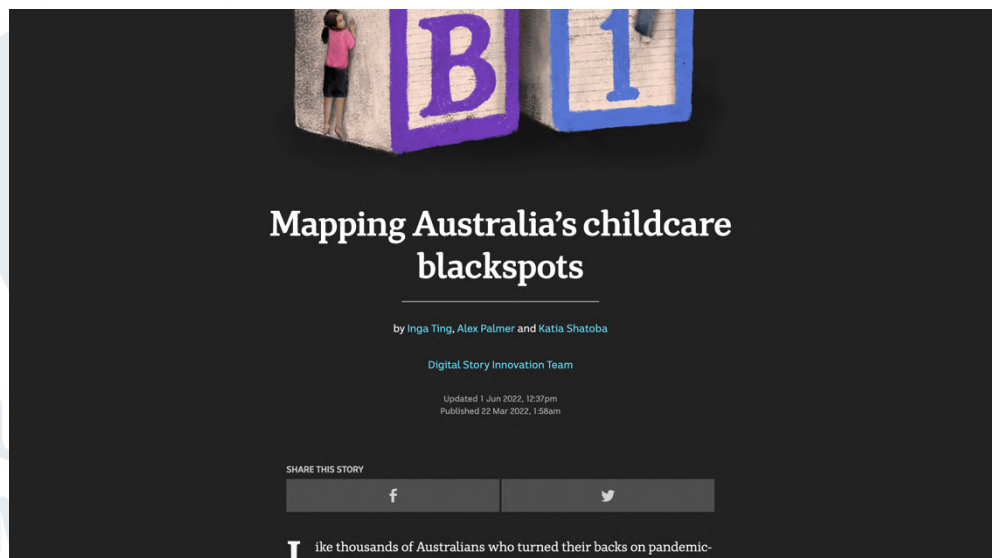 B
1
Mapping Australia's childcare
blackspots
by Inga Ting, Alex Palmer and Katia Shatoba
Digital Story Innovation Team
Updated 1 Jun 2022, 12:37pm
Published 22 Mar 2022, 1:58am
SHARE THIS STORY
Like thousands of Australians who turned their backs on pandemic-